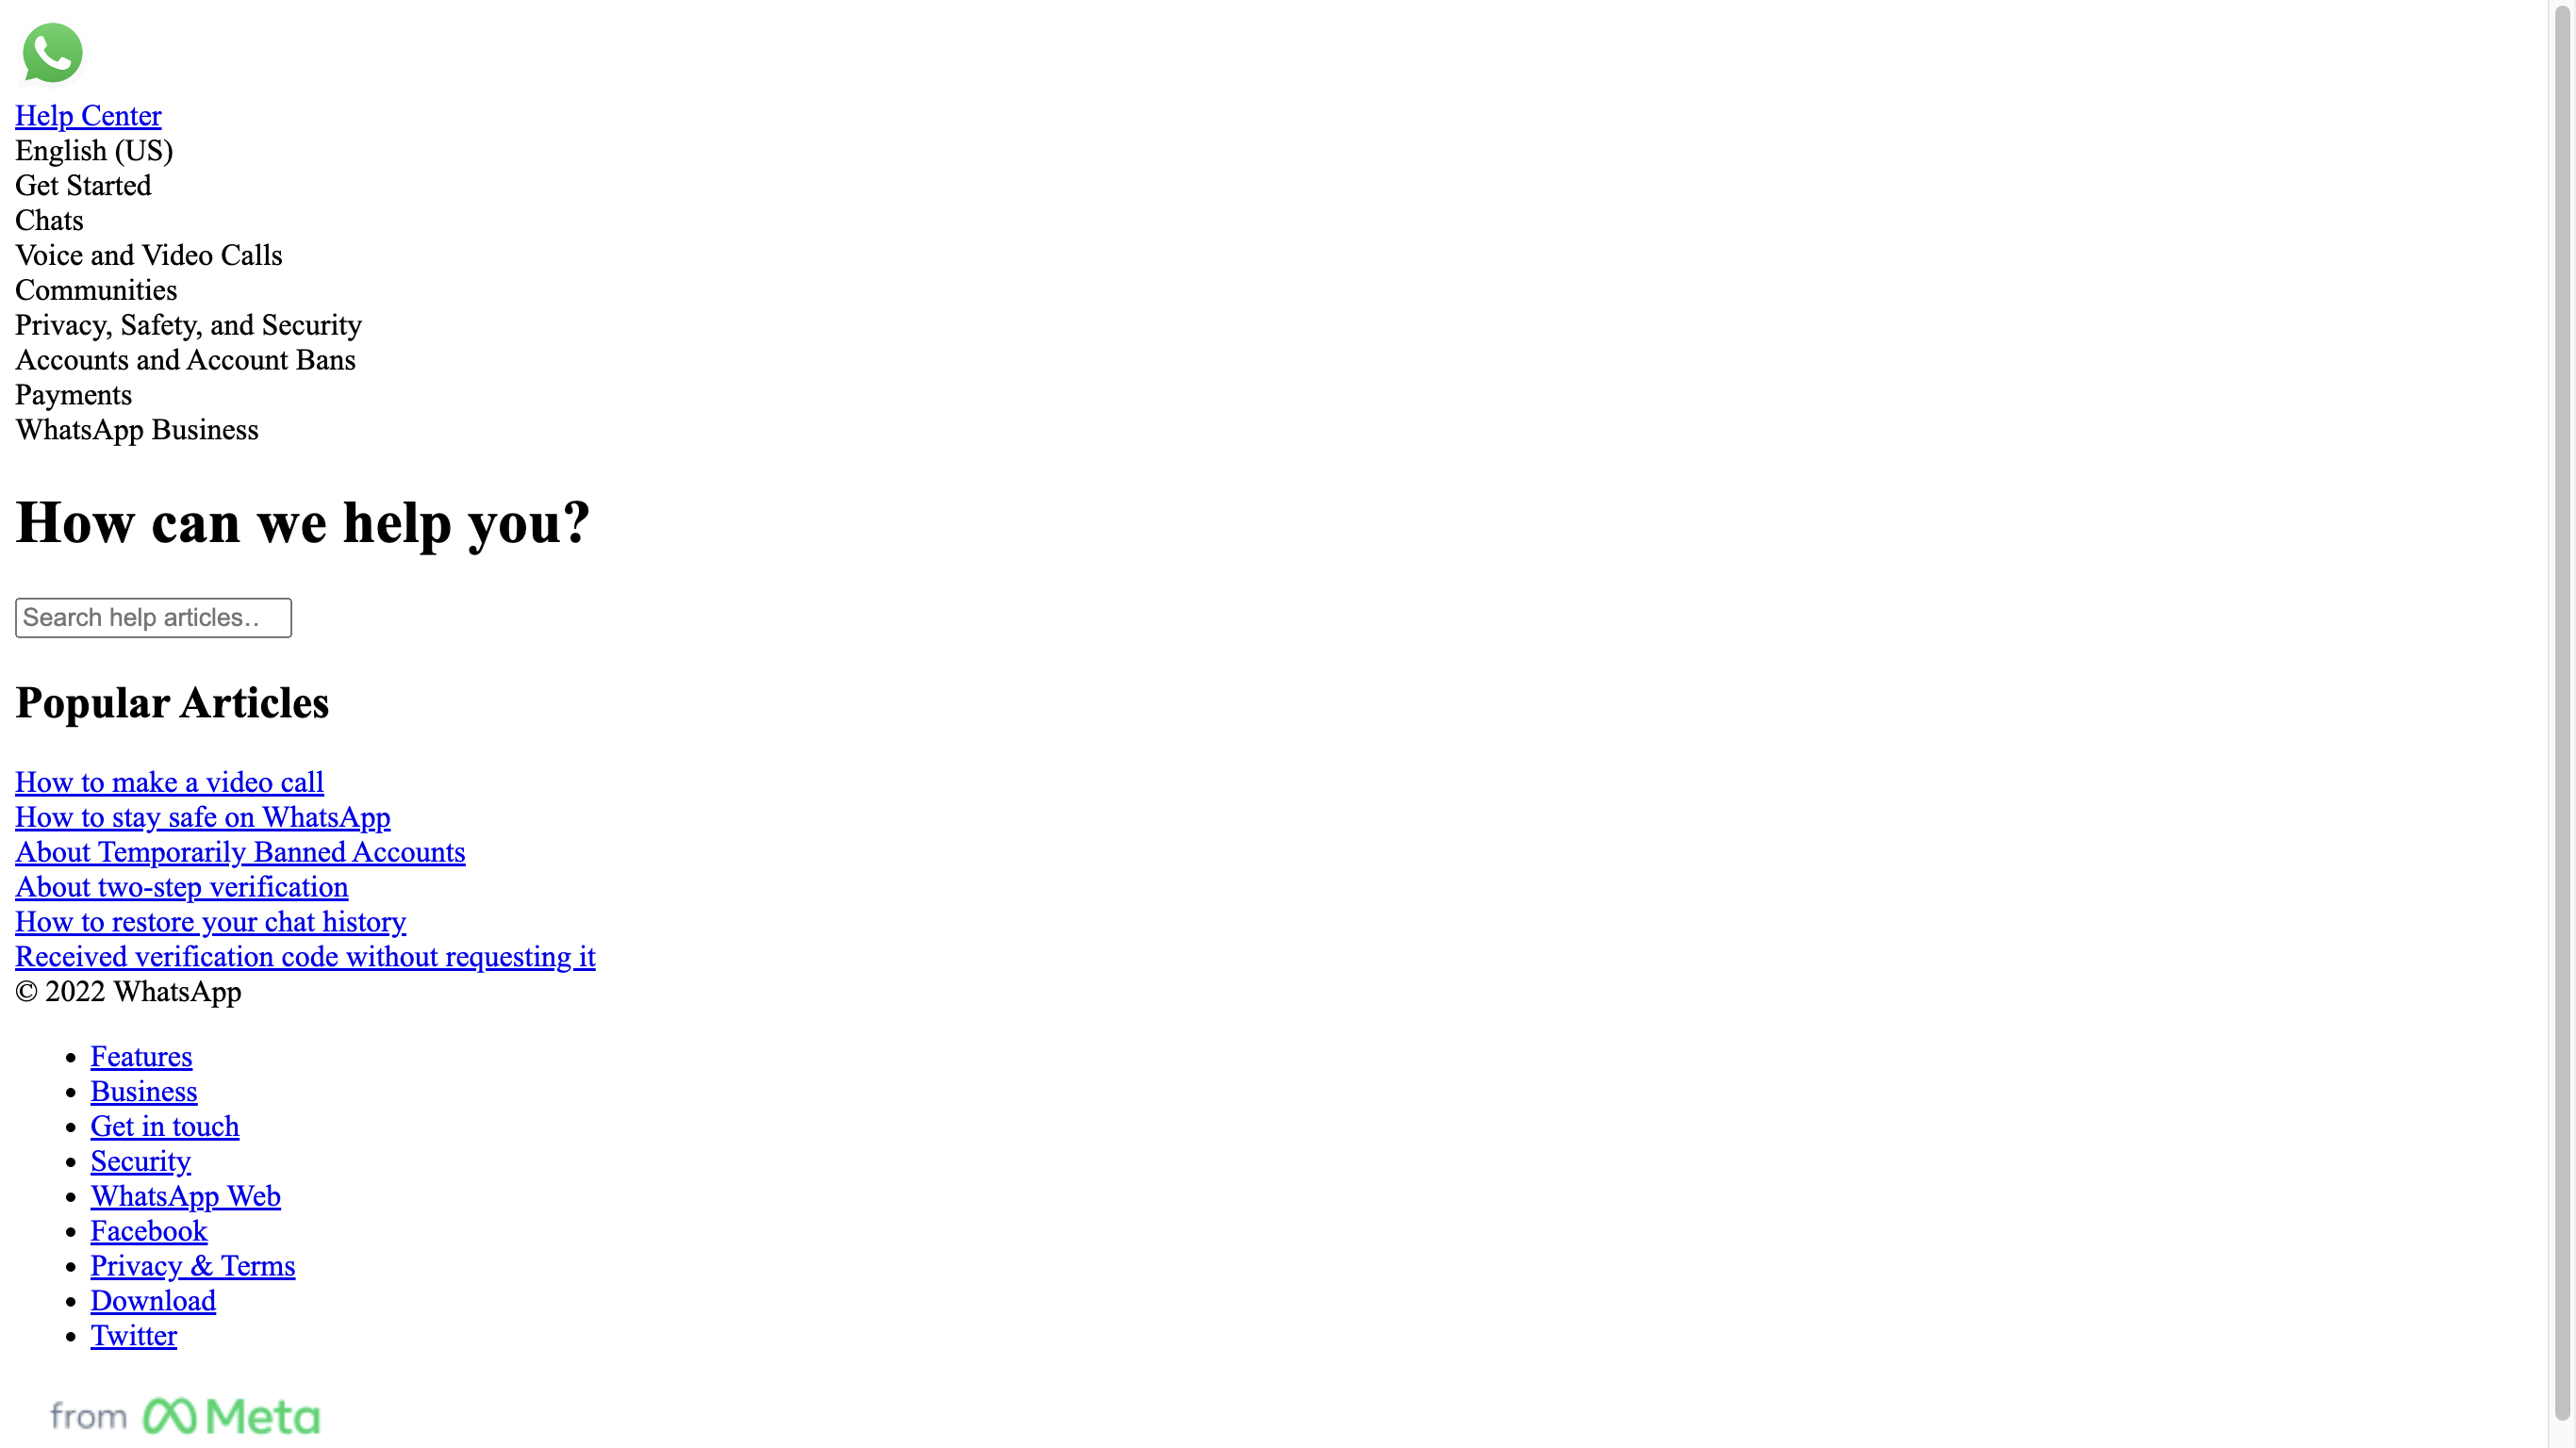 Help Center
English (US)
Get Started
Chats
Voice and Video Calls
Communities
Privacy, Safety, and Security
Accounts and Account Bans
Payments
WhatsApp Business
How can we help you?
Search help articles..
Popular Articles
How to make a video call
How to stay safe on WhatsApp
About Temporarily Banned Accounts
About two-step verification
How to restore your chat history
Received verification code without requesting it
© 2022 WhatsApp
Features
Business
Get in touch
Security
WhatsApp Web
Facebook
Privacy & Terms
Download
Twitter
from Meta